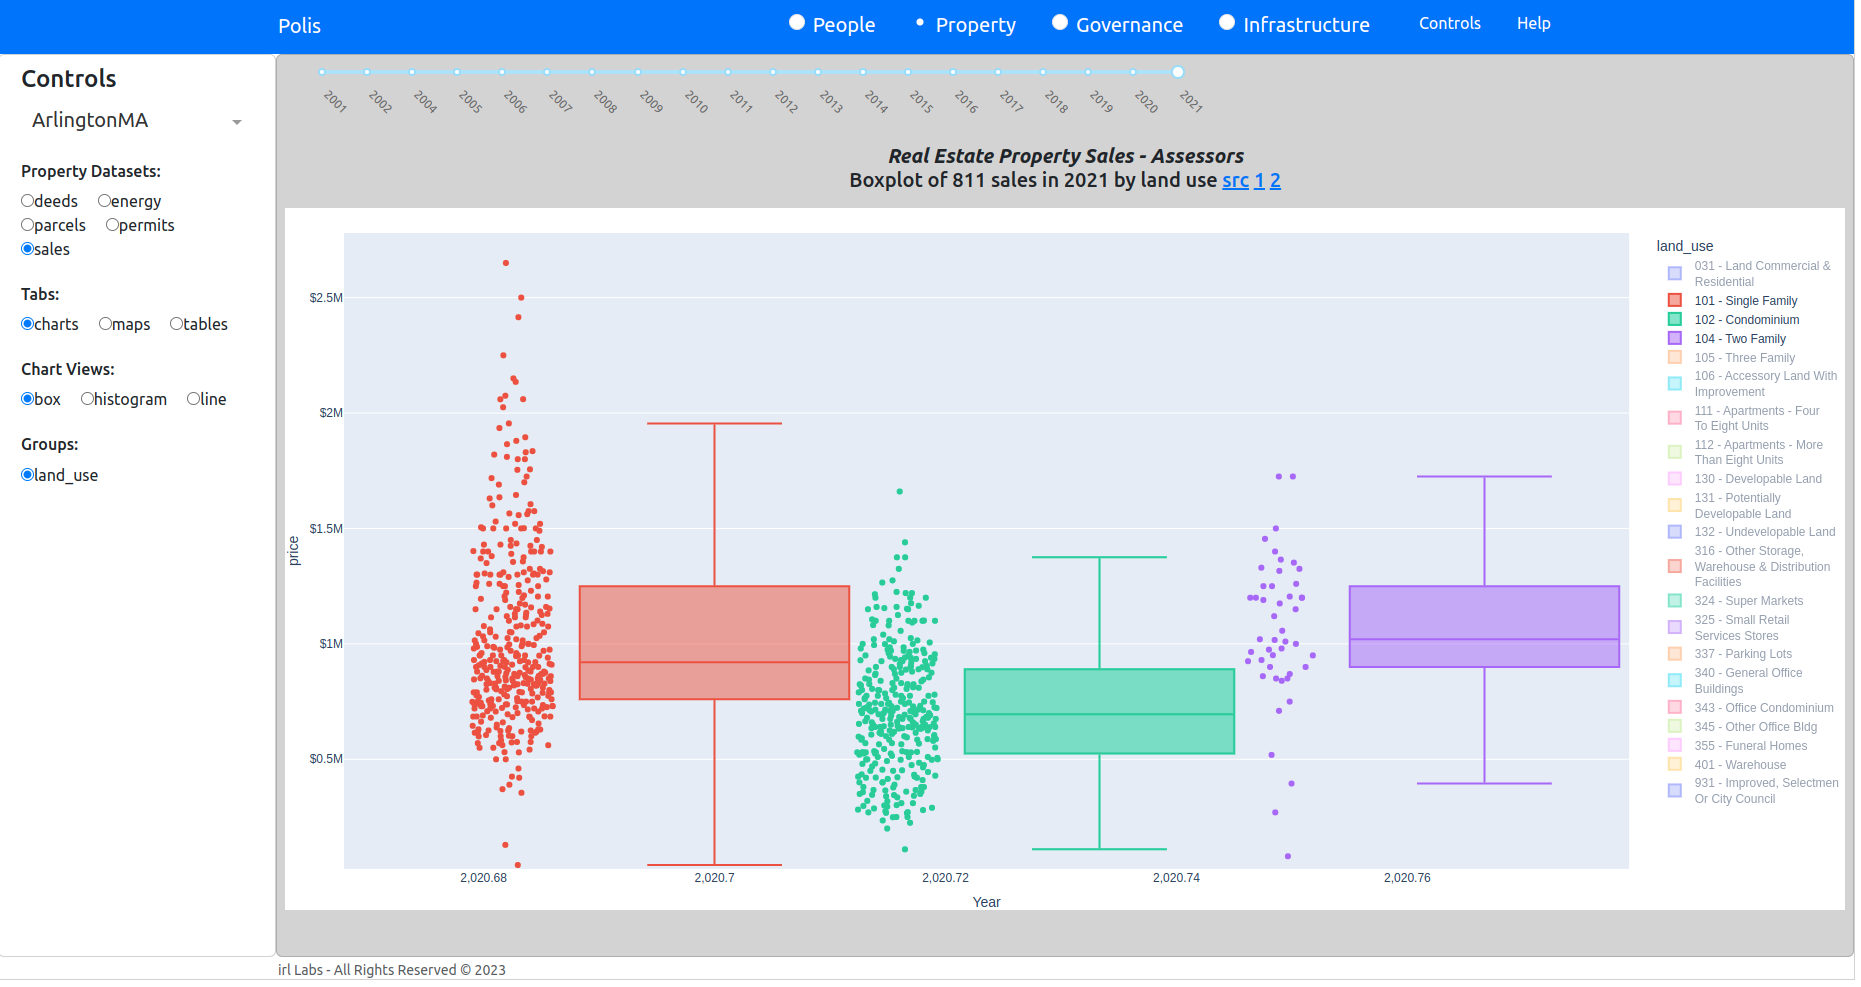 Polis
People
Property
Governance
Infrastructure
Controls
Help
Controls
ArlingtonMA
Property Datasets:
deeds energy
parcels permits
sales
Tabs:
charts maps tables
Chart Views:
box histogram line
Groups:
land_use
2001 2002 2004 2005 2006 2007 2008 2009 2010 2011 2012 2013 2014 2015 2016 2017 2018 2019 2020 2021
Real Estate Property Sales - Assessors
Boxplot of 811 sales in 2021 by land use src 1 2
price
$2.5M
$2M
$1.5M
$1M
$0.5M
2,020.68 2,020.7 2,020.72 2,020.74 2,020.76
Year
land_use
031 - Land Commercial &
Residential
101 - Single Family
102 - Condominium
104 - Two Family
105 - Three Family
106 - Accessory Land With
Improvement
111 - Apartments - Four
To Eight Units
112 - Apartments - More
Than Eight Units
130 - Developable Land
131 - Potentially
Developable Land
132 - Undevelopable Land
316 - Other Storage,
Warehouse & Distribution
Facilities
324 - Super Markets
325 - Small Retail
Services Stores
337 - Parking Lots
340 - General Office
Buildings
343 - Office Condominium
345 - Other Office Bldg
355 - Funeral Homes
401 - Warehouse
931 - Improved, Selectmen
Or City Council
irl Labs - All Rights Reserved © 2023